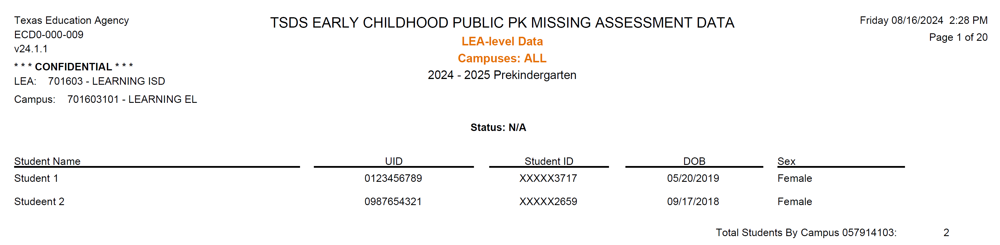 Texas Education Agency
ECD0-000-009
v24.1.1
* * * CONFIDENTIAL * * *
LEA: 701603 - LEARNING ISD
Campus: 701603101 - LEARNING EL
TSDS EARLY CHILDHOOD PUBLIC PK MISSING ASSESSMENT DATA
LEA-level Data
Campuses: ALL
2024 - 2025 Prekindergarten
Friday 08/16/2024 2:28 PM
Page 1 of 20
Status: N/A
Student Name UID Student ID DOB Sex
Student 1 0123456789 XXXXX3717 05/20/2019 Female
Studeent 2 0987654321 XXXXX2659 09/17/2018 Female
Total Students By Campus 057914103: 2